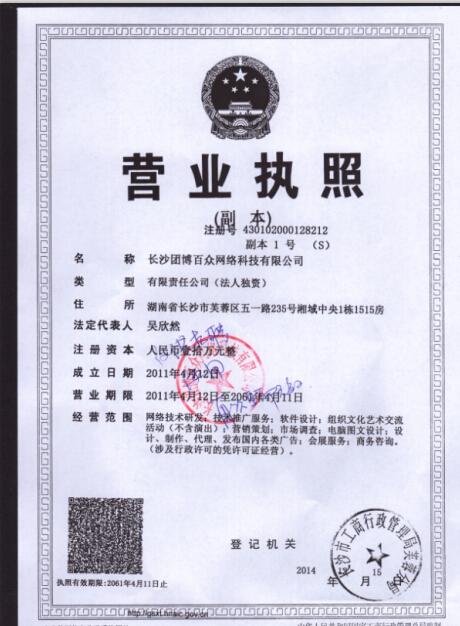 营业执照
(副 本)
注册号 430102000128212
副本 1 号 (S)
名 称 长沙团博百众网络科技有限公司
类 型 有限责任公司（法人独资）
住 所 湖南省长沙市芙蓉区五一路235号湘域中央1栋1515房
法定代表人 吴欣然
注册资本 人民币壹拾万元整
成立日期 2011年4月12日
营业期限 2011年4月12日至2061年4月11日
经营范围 网络技术研发、技术推广服务；软件设计；组织文化艺术交流
活动（不含演出）；营销策划；市场调查；电脑图文设计；设
计、制作、代理、发布国内各类广告；会展服务；商务咨询。
（涉及行政许可的凭许可证经营）。
登记机关
长沙市工商行政管理局芙蓉分局
2014 年 月 15
执照有效期限:2061年4月11日止
http://gsxt.hnaic.gov.cn